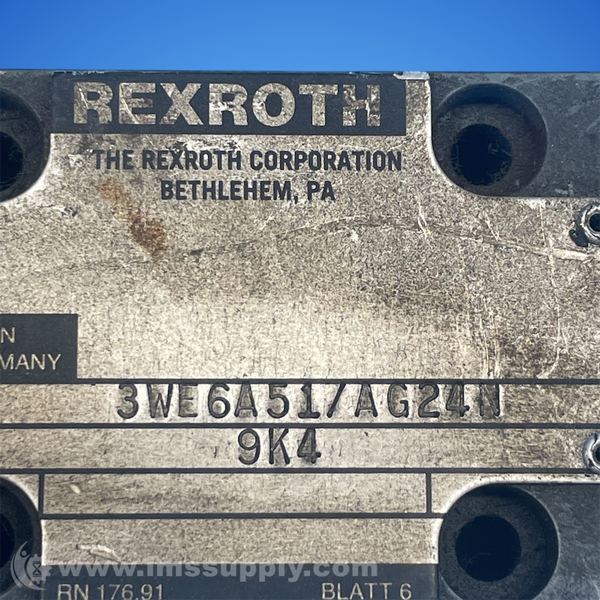 REXROTH
THE REXROTH CORPORATION
BETHLEHEM, PA
N
MANY
3WE6A51/AG24N
9K4
www.imssupply.com
RN 176.91 BLATT 6